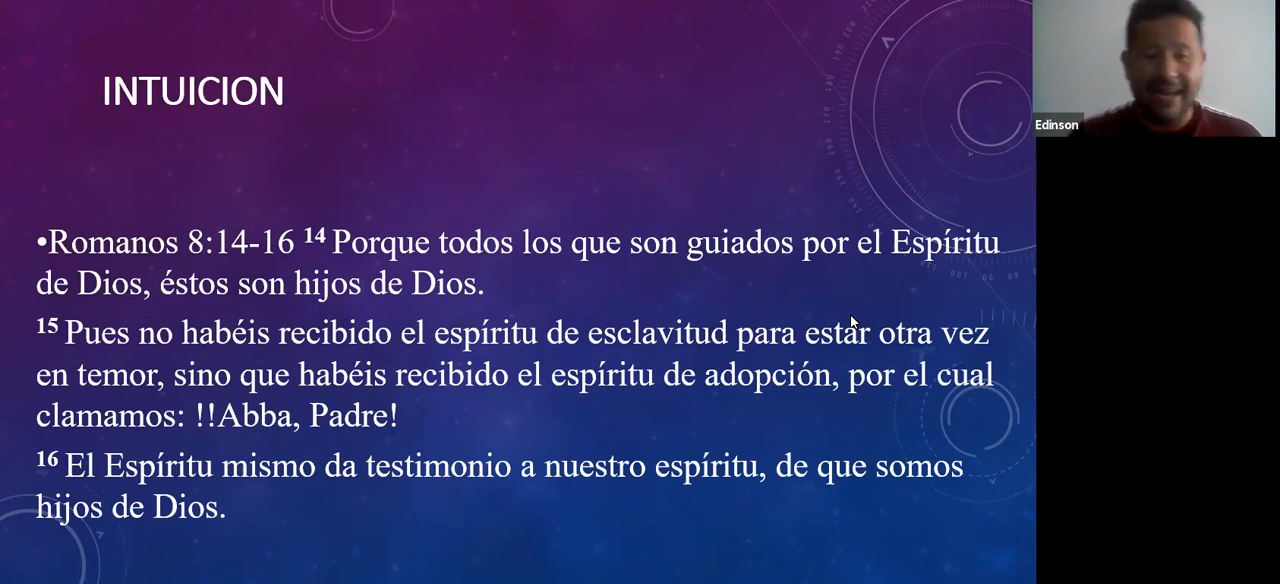 INTUICION
•Romanos 8:14-16 14 Porque todos los que son guiados por el Espíritu
de Dios, éstos son hijos de Dios.
15 Pues no habéis recibido el espíritu de esclavitud para estar otra vez
en temor, sino que habéis recibido el espíritu de adopción, por el cual
clamamos: !!Abba, Padre!
16 El Espíritu mismo da testimonio a nuestro espíritu, de que somos
hijos de Dios.
Edinson